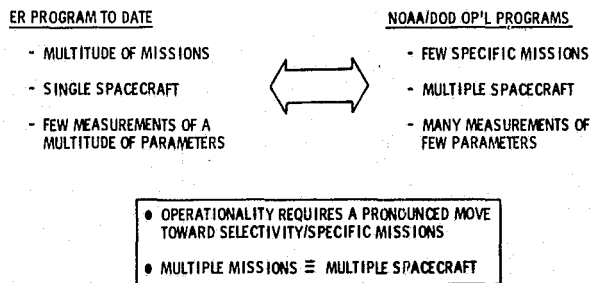 ER PROGRAM TO DATE
- MULTITUDE OF MISSIONS
- SINGLE SPACECRAFT
- FEW MEASUREMENTS OF A
MULTITUDE OF PARAMETERS
NOAA/DOD OP'L PROGRAMS
- FEW SPECIFIC MISSIONS
- MULTIPLE SPACECRAFT
- MANY MEASUREMENTS OF
FEW PARAMETERS
• OPERATIONALITY REQUIRES A PRONOUNCED MOVE
TOWARD SELECTIVITY/SPECIFIC MISSIONS
• MULTIPLE MISSIONS ≡ MULTIPLE SPACECRAFT